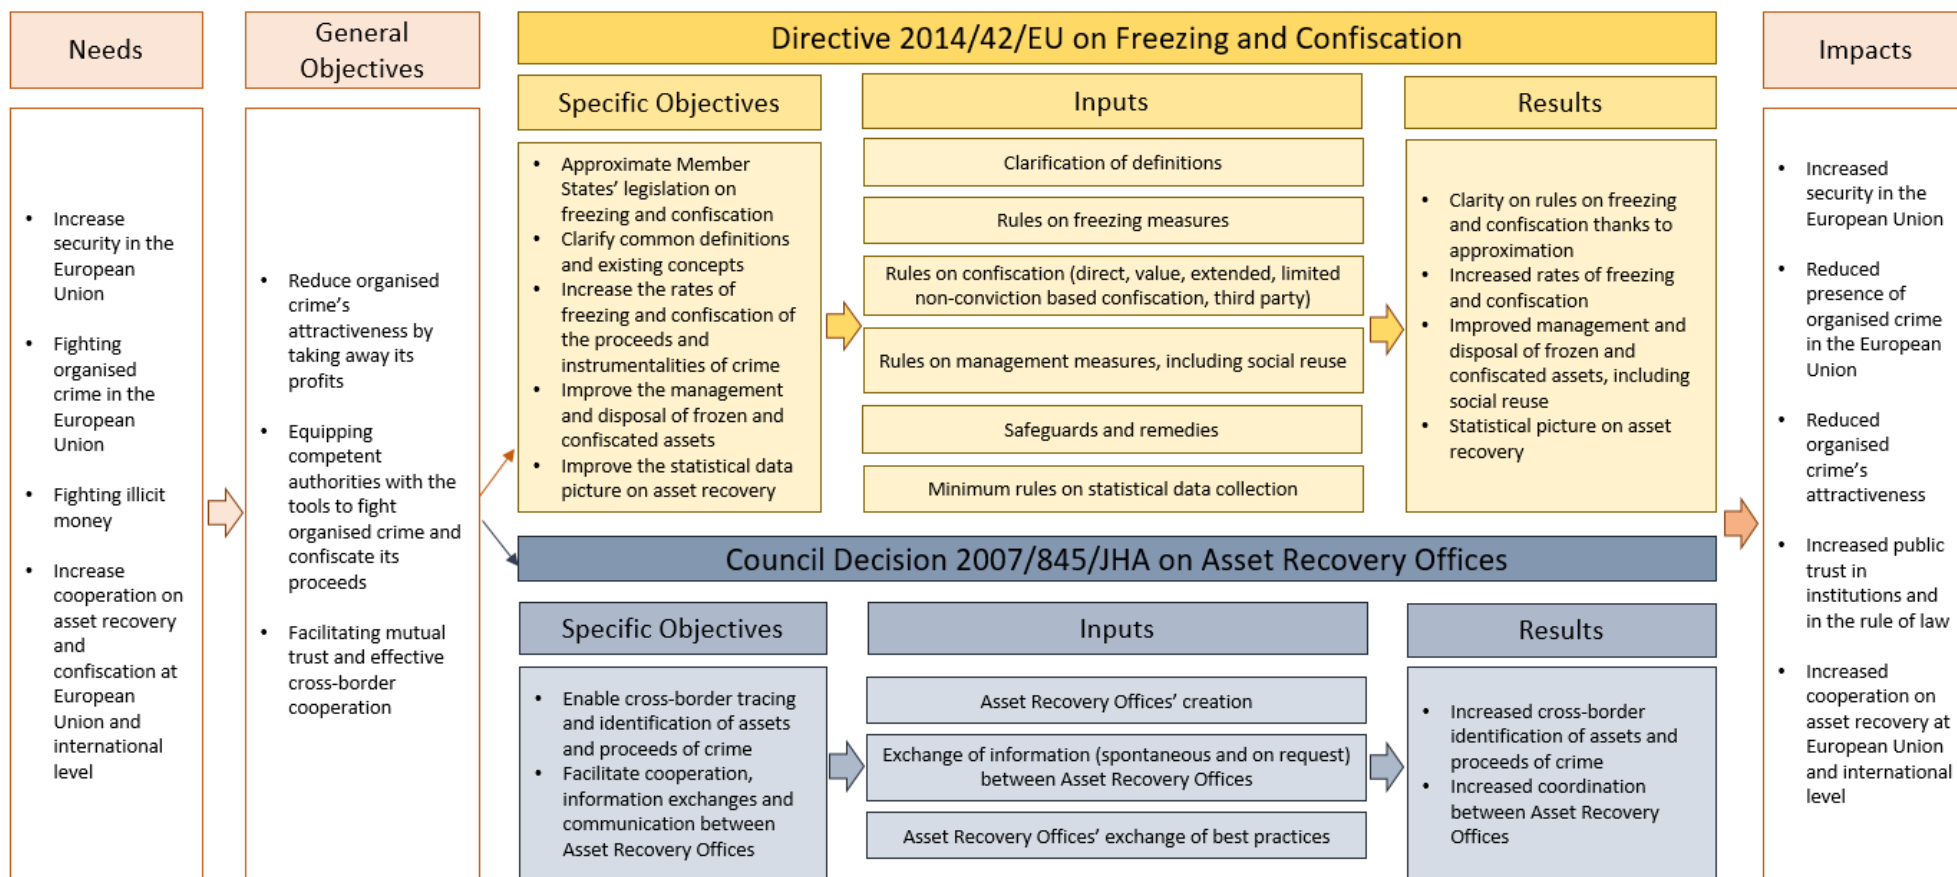 Needs
• Increase
security in the
European
Union
• Fighting
organised
crime in the
European
Union
• Fighting illicit
money
• Increase
cooperation on
asset recovery
and
confiscation at
European
Union and
international
level
General
Objectives
• Reduce organised
crime's
attractiveness by
taking away its
profits
• Equipping
competent
authorities with the
tools to fight
organised crime and
confiscate its
proceeds
• Facilitating mutual
trust and effective
cross-border
cooperation
Directive 2014/42/EU on Freezing and Confiscation
Specific Objectives
• Approximate Member
States' legislation on
freezing and confiscation
• Clarify common definitions
and existing concepts
• Increase the rates of
freezing and confiscation of
the proceeds and
instrumentalities of crime
• Improve the management
and disposal of frozen and
confiscated assets
• Improve the statistical data
picture on asset recovery
Inputs
Clarification of definitions
Rules on freezing measures
Rules on confiscation (direct, value, extended, limited
non-conviction based confiscation, third party)
Rules on management measures, including social reuse
Safeguards and remedies
Minimum rules on statistical data collection
Results
• Clarity on rules on freezing
and confiscation thanks to
approximation
• Increased rates of freezing
and confiscation
• Improved management and
disposal of frozen and
confiscated assets, including
social reuse
• Statistical picture on asset
recovery
Council Decision 2007/845/JHA on Asset Recovery Offices
Specific Objectives
• Enable cross-border tracing
and identification of assets
and proceeds of crime
• Facilitate cooperation,
information exchanges and
communication between
Asset Recovery Offices
Inputs
Asset Recovery Offices' creation
Exchange of information (spontaneous and on request)
between Asset Recovery Offices
Asset Recovery Offices' exchange of best practices
Results
• Increased cross-border
identification of assets and
proceeds of crime
• Increased coordination
between Asset Recovery
Offices
Impacts
• Increased
security in the
European Union
• Reduced
presence of
organised crime
in the European
Union
• Reduced
organised
crime's
attractiveness
• Increased public
trust in
institutions and
in the rule of law
• Increased
cooperation on
asset recovery at
European Union
and international
level